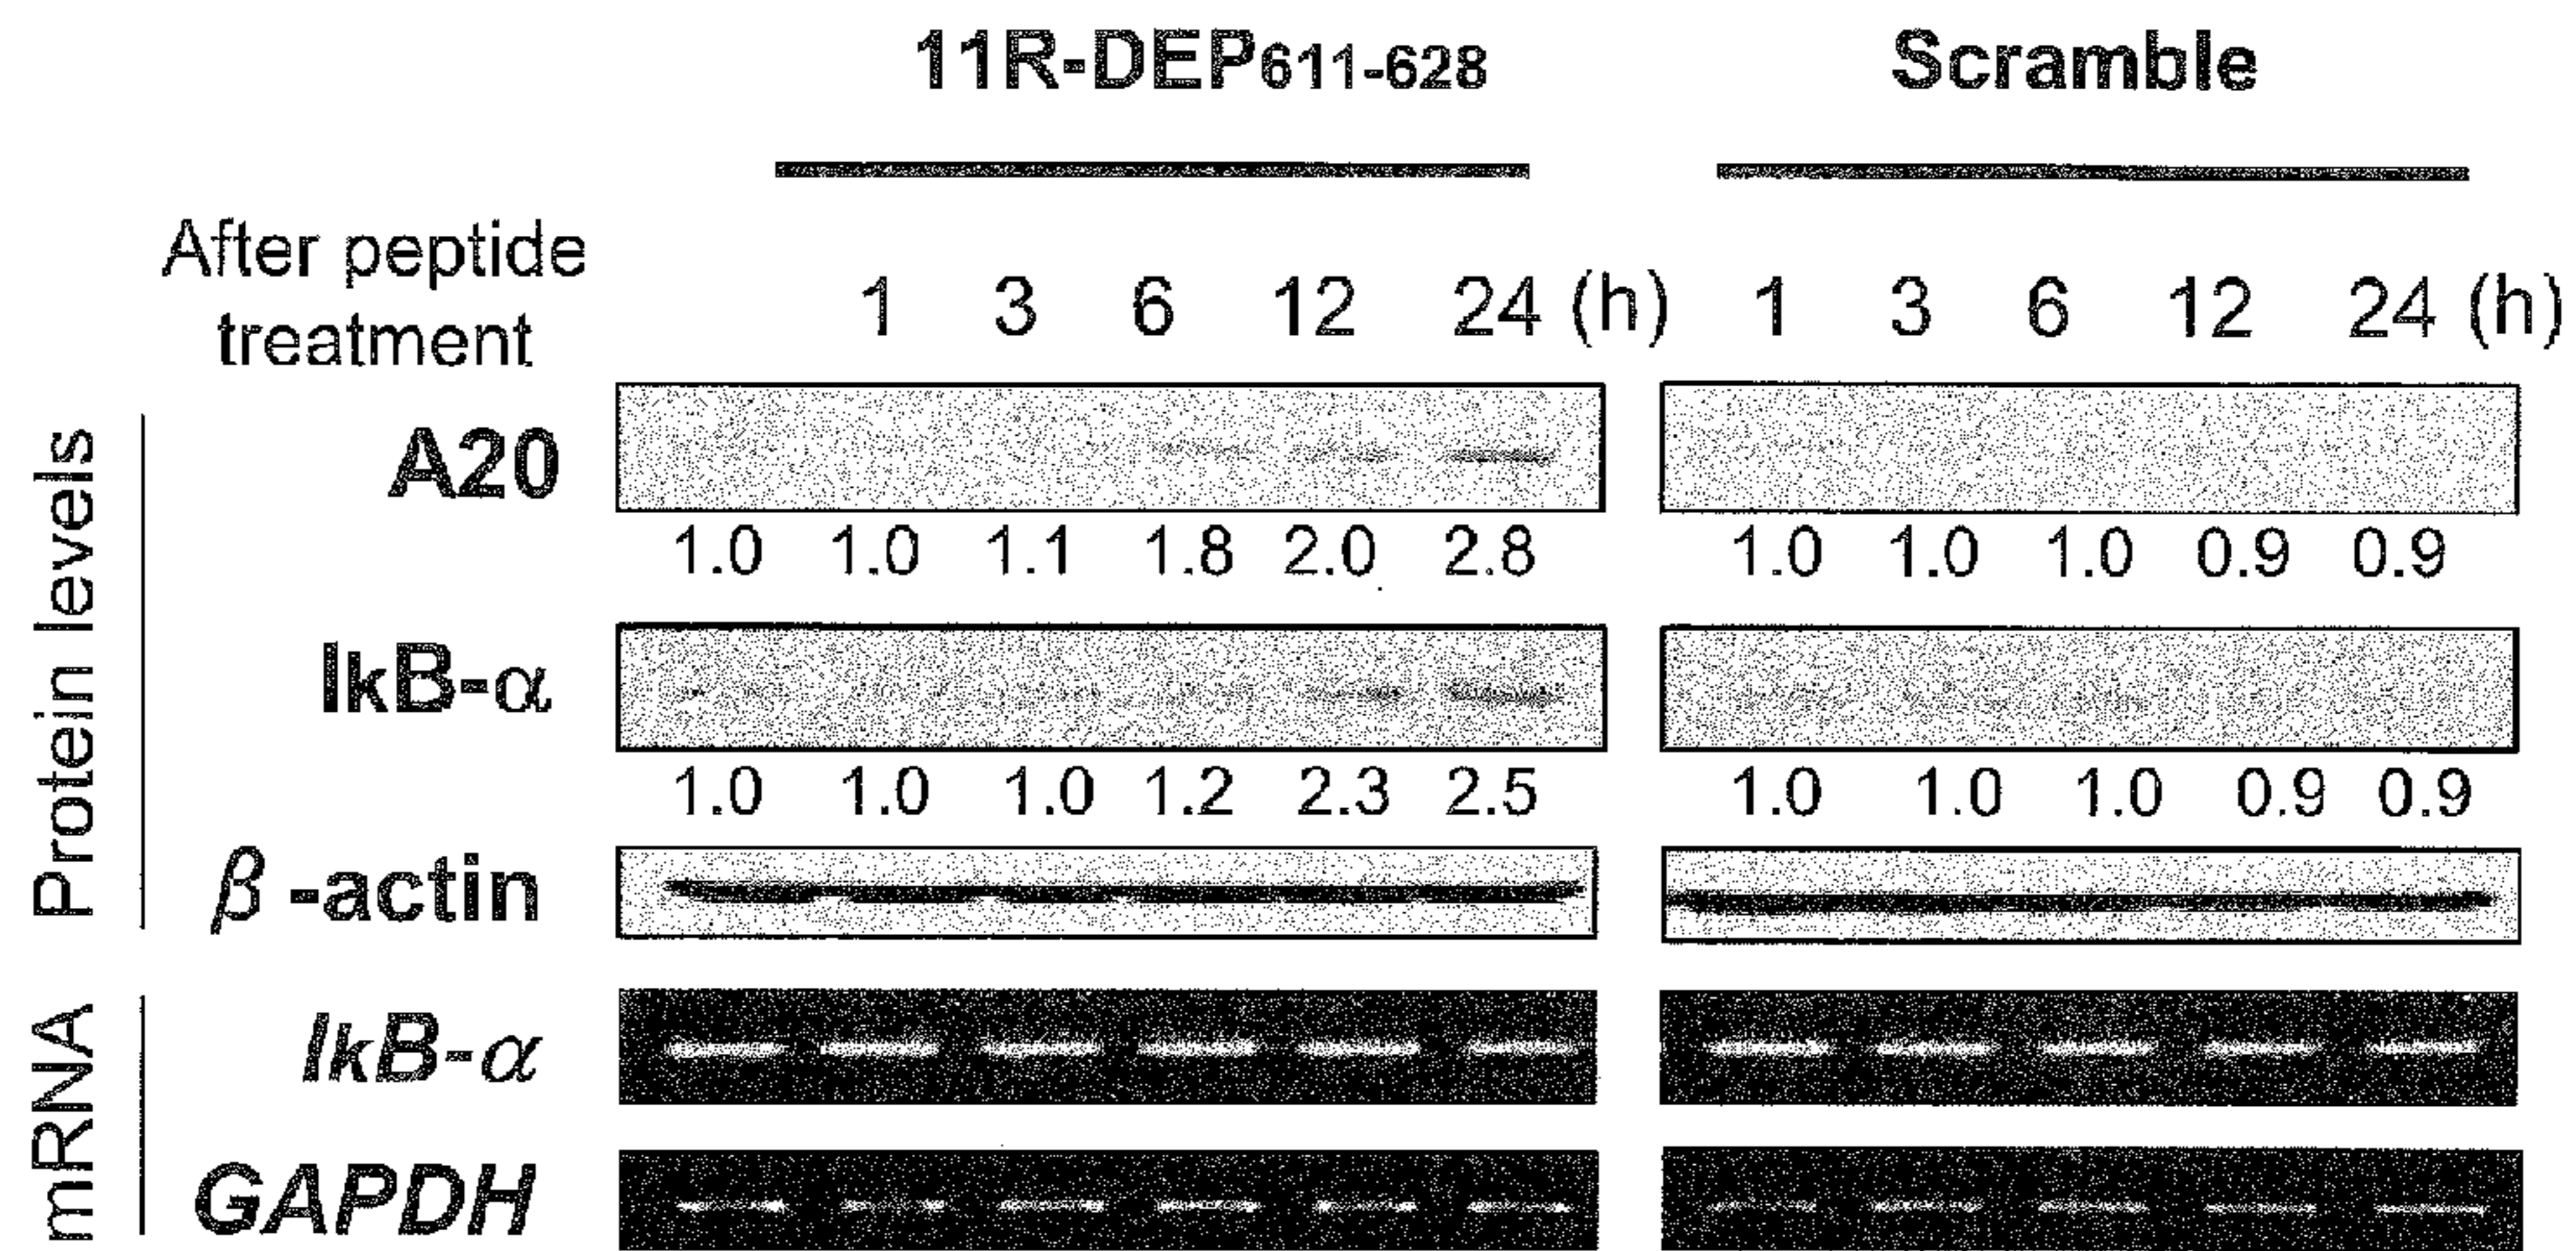 11R-DEP611-628 Scramble
After peptide
treatment
1 3 6 12 24 (h) 1 3 6 12 24 (h)
Protein levels
A20
1.0 1.0 1.1 1.8 2.0 2.8 1.0 1.0 1.0 0.9 0.9
IkB-α
1.0 1.0 1.0 1.2 2.3 2.5 1.0 1.0 1.0 0.9 0.9
β-actin
mRNA
IkB-α
GAPDH